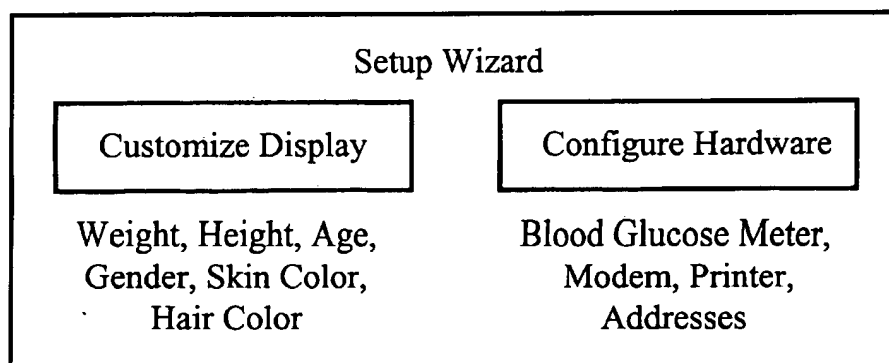 Setup Wizard
Customize Display
Weight, Height, Age,
Gender, Skin Color,
Hair Color
Configure Hardware
Blood Glucose Meter,
Modem, Printer,
Addresses